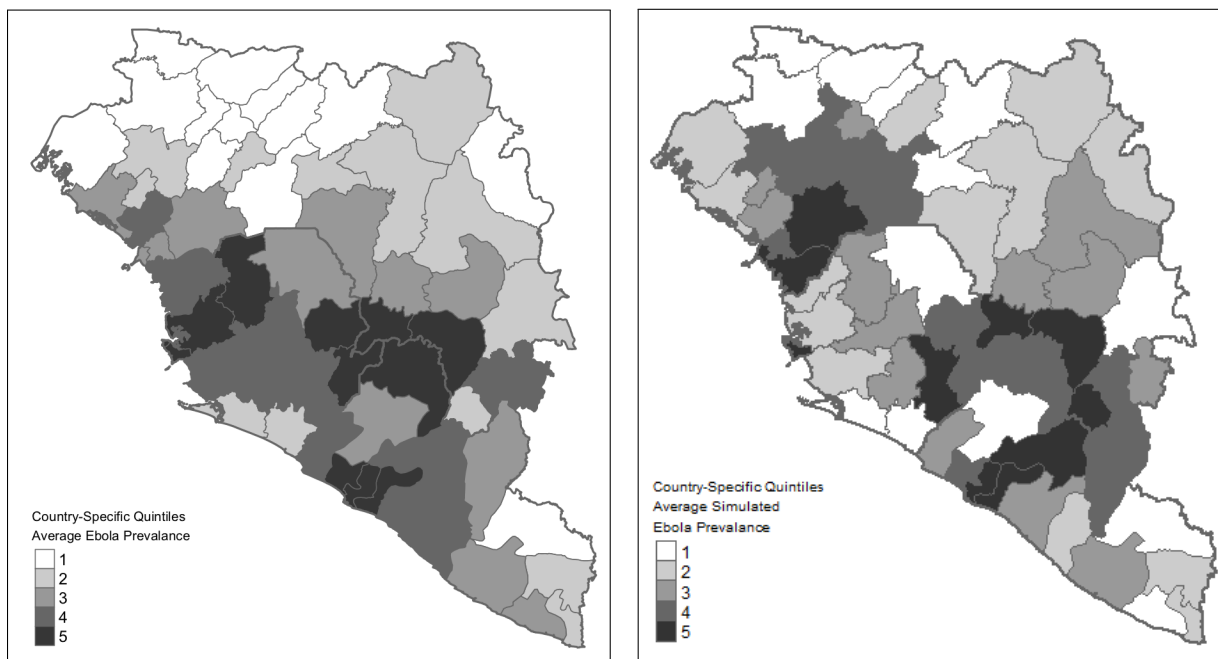 Country-Specific Quintiles
Average Ebola Prevalance
1
2
3
4
5
Country-Specific Quintiles
Average Simulated
Ebola Prevalance
1
2
3
4
5